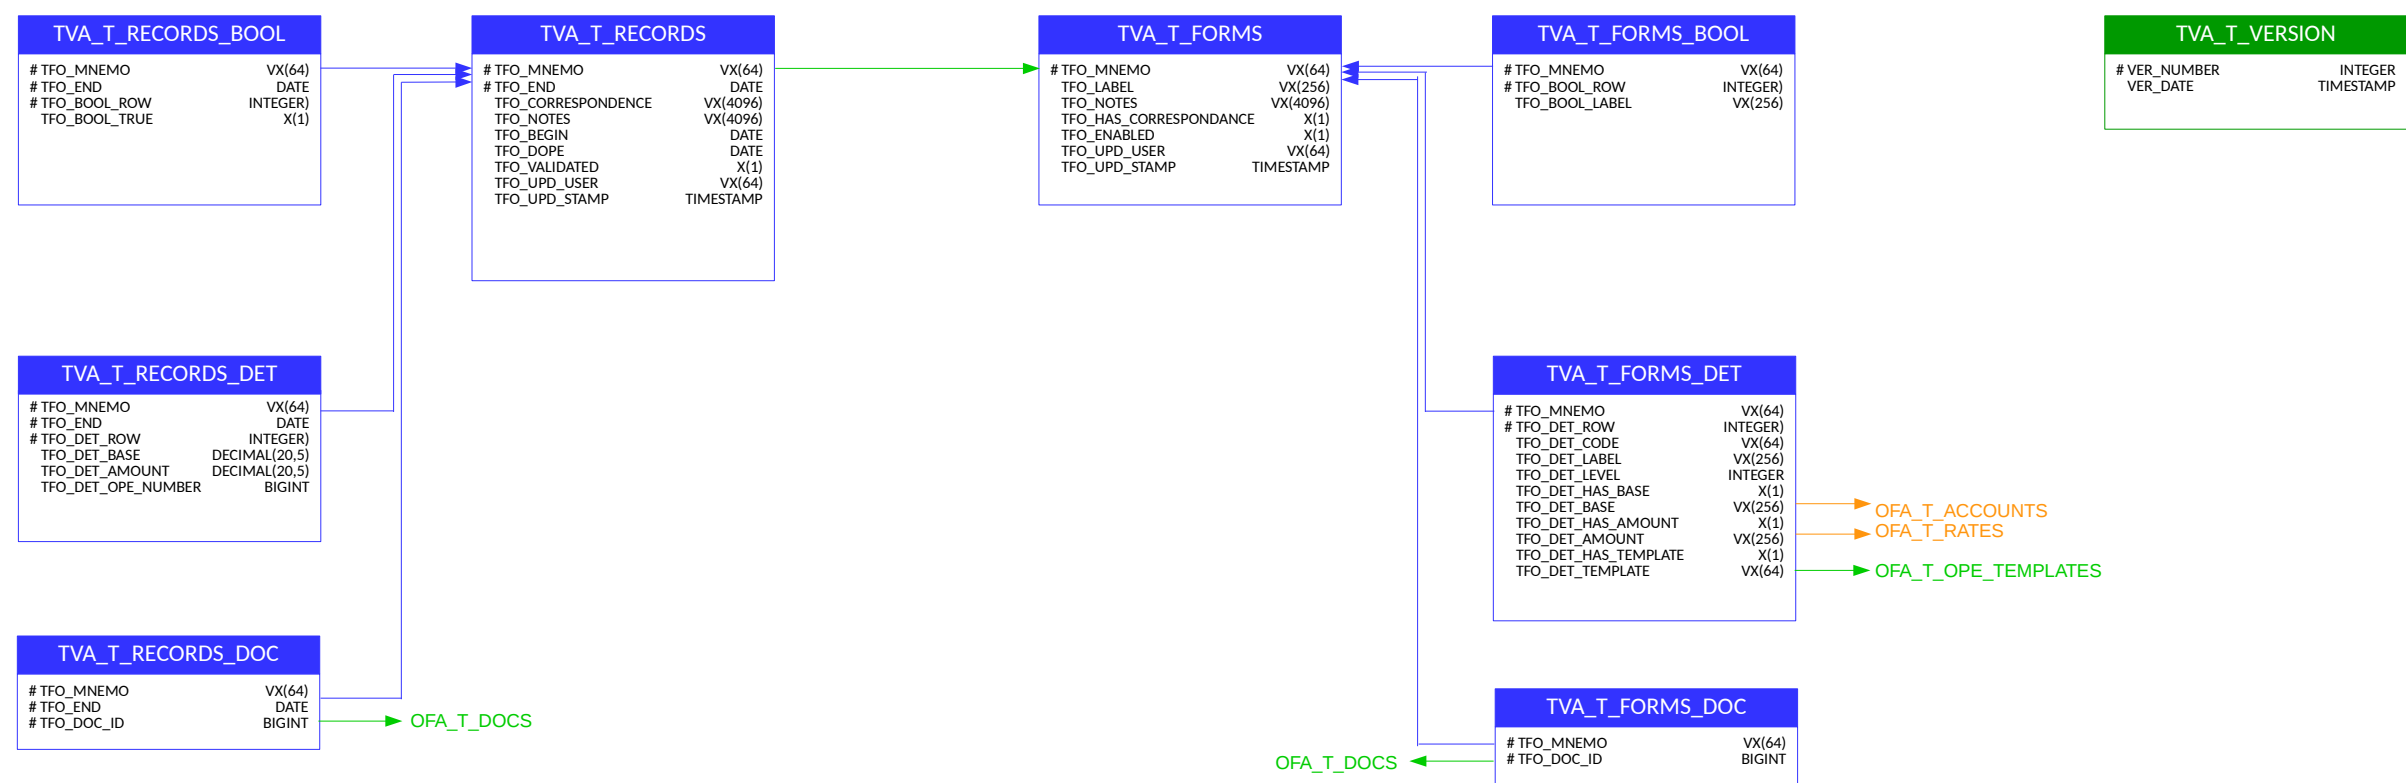 TVA_T_RECORDS_BOOL
# TFO_MNEMO VX(64)
# TFO_END DATE
# TFO_BOOL_ROW INTEGER)
TFO_BOOL_TRUE X(1)
TVA_T_RECORDS
# TFO_MNEMO VX(64)
# TFO_END DATE
TFO_CORRESPONDENCE VX(4096)
TFO_NOTES VX(4096)
TFO_BEGIN DATE
TFO_DOPE DATE
TFO_VALIDATED X(1)
TFO_UPD_USER VX(64)
TFO_UPD_STAMP TIMESTAMP
TVA_T_FORMS
# TFO_MNEMO VX(64)
TFO_LABEL VX(256)
TFO_NOTES VX(4096)
TFO_HAS_CORRESPONDANCE X(1)
TFO_ENABLED X(1)
TFO_UPD_USER VX(64)
TFO_UPD_STAMP TIMESTAMP
TVA_T_FORMS_BOOL
# TFO_MNEMO VX(64)
# TFO_BOOL_ROW INTEGER)
TFO_BOOL_LABEL VX(256)
TVA_T_VERSION
# VER_NUMBER INTEGER
VER_DATE TIMESTAMP
TVA_T_RECORDS_DET
# TFO_MNEMO VX(64)
# TFO_END DATE
# TFO_DET_ROW INTEGER)
TFO_DET_BASE DECIMAL(20,5)
TFO_DET_AMOUNT DECIMAL(20,5)
TFO_DET_OPE_NUMBER BIGINT
TVA_T_FORMS_DET
# TFO_MNEMO VX(64)
# TFO_DET_ROW INTEGER)
TFO_DET_CODE VX(64)
TFO_DET_LABEL VX(256)
TFO_DET_LEVEL INTEGER
TFO_DET_HAS_BASE X(1)
TFO_DET_BASE VX(256)
TFO_DET_HAS_AMOUNT X(1)
TFO_DET_AMOUNT VX(256)
TFO_DET_HAS_TEMPLATE X(1)
TFO_DET_TEMPLATE VX(64)
OFA_T_ACCOUNTS
OFA_T_RATES
OFA_T_OPE_TEMPLATES
TVA_T_RECORDS_DOC
# TFO_MNEMO VX(64)
# TFO_END DATE
# TFO_DOC_ID BIGINT
OFA_T_DOCS
TVA_T_FORMS_DOC
# TFO_MNEMO VX(64)
# TFO_DOC_ID BIGINT
OFA_T_DOCS